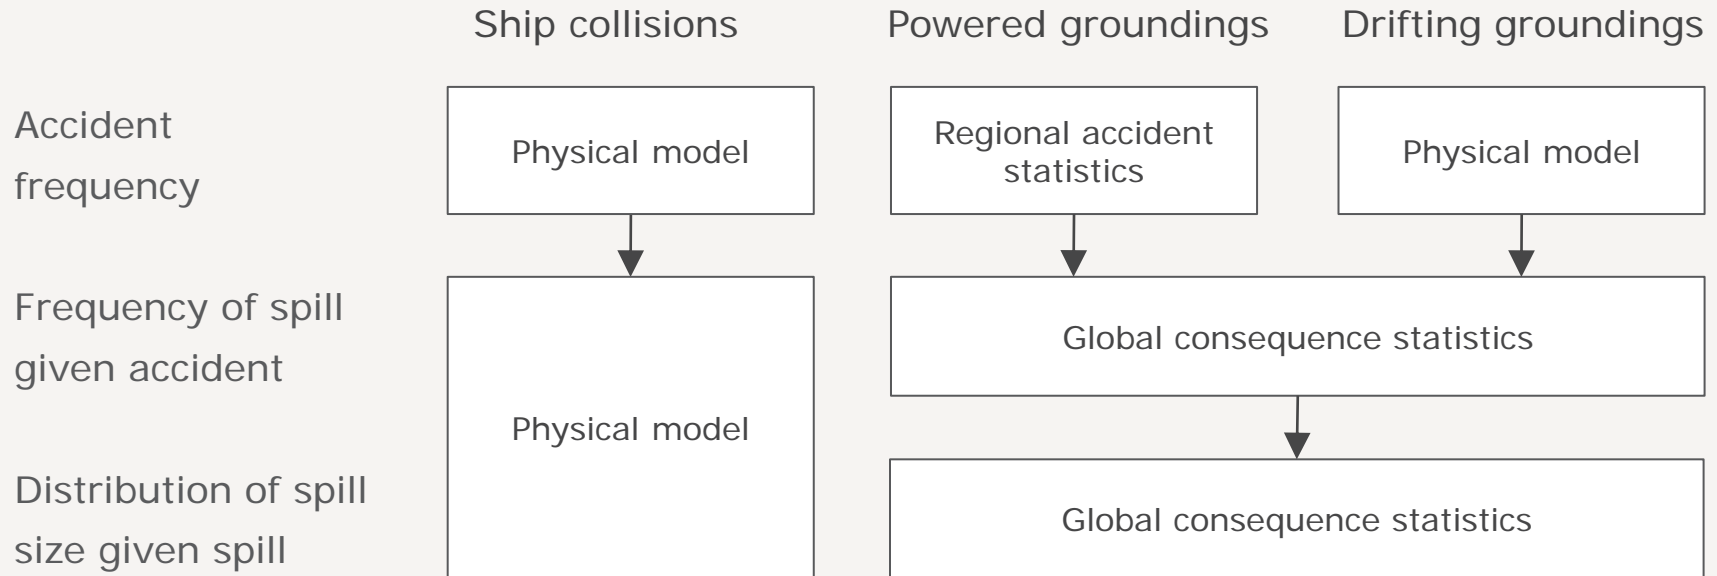 Ship collisions
Powered groundings
Drifting groundings
Accident
frequency
Physical model
Regional accident
statistics
Physical model
Frequency of spill
given accident
Global consequence statistics
Physical model
Distribution of spill
size given spill
Global consequence statistics